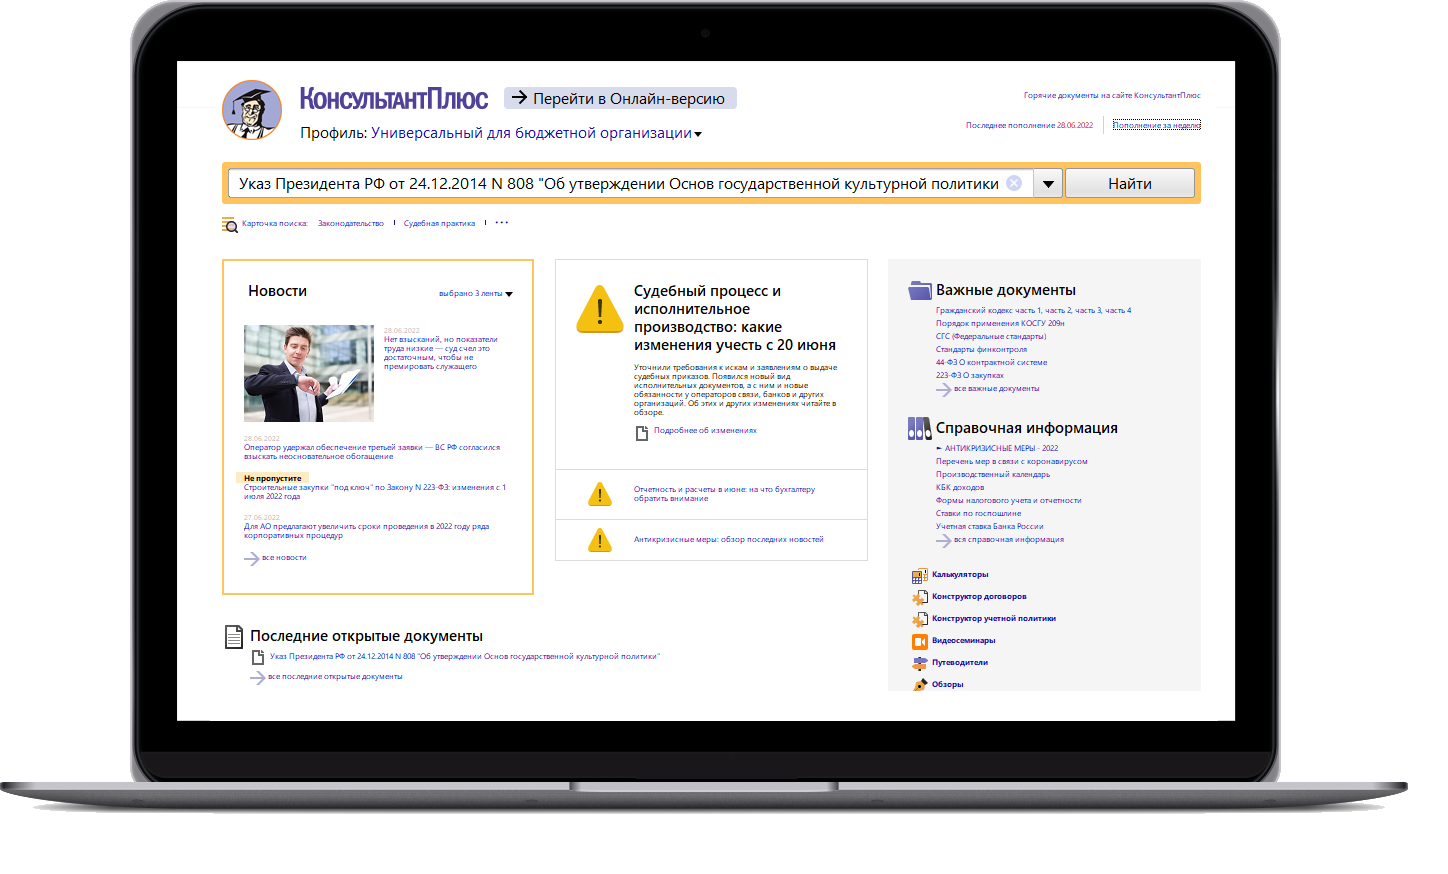 КонсультантПлюс
Перейти в Онлайн-версию
Горячие документы на сайте КонсультантПлюс
Профиль: Универсальный для бюджетной организации
Последнее пополнение 28.06.2022
Пополнение за неделю
Указ Президента РФ от 24.12.2014 N 808 "Об утверждении Основ государственной культурной политики
Найти
Карточка поиска: Законодательство Судебная практика ...
Новости
выбрано 3 ленты
28.06.2022
Нет взысканий, но показатели
труда низкие — суд счел это
достаточным, чтобы не
премировать служащего
28.06.2022
Оператор удержал обеспечение третьей заявки — ВС РФ согласился
взыскать неосновательное обогащение
Не пропустите
Строительные закупки "под ключ" по Закону N 223-ФЗ: изменения с 1
июля 2022 года
27.06.2022
Для АО предлагают увеличить сроки проведения в 2022 году ряда
корпоративных процедур
все новости
Судебный процесс и
исполнительное
производство: какие
изменения учесть с 20 июня
Уточнили требования к искам и заявлениям о выдаче
судебных приказов. Появился новый вид
исполнительных документов, а с ним и новые
обязанности у операторов связи, банков и других
организаций. Об этих и других изменениях читайте в
обзоре.
Подробнее об изменениях
Отчетность и расчеты в июне: на что бухгалтеру
обратить внимание
Антикризисные меры: обзор последних новостей
Важные документы
Гражданский кодекс часть 1, часть 2, часть 3, часть 4
Порядок применения КОСГУ 209н
СГС (Федеральные стандарты)
Стандарты финконтроля
44-ФЗ О контрактной системе
223-ФЗ О закупках
все важные документы
Справочная информация
► АНТИКРИЗИСНЫЕ МЕРЫ - 2022
Перечень мер в связи с коронавирусом
Производственный календарь
КБК доходов
Формы налогового учета и отчетности
Ставки по госпошлине
Учетная ставка Банка России
вся справочная информация
Калькуляторы
Конструктор договоров
Конструктор учетной политики
Видеосеминары
Путеводители
Обзоры
Последние открытые документы
Указ Президента РФ от 24.12.2014 N 808 "Об утверждении Основ государственной культурной политики"
все последние открытые документы